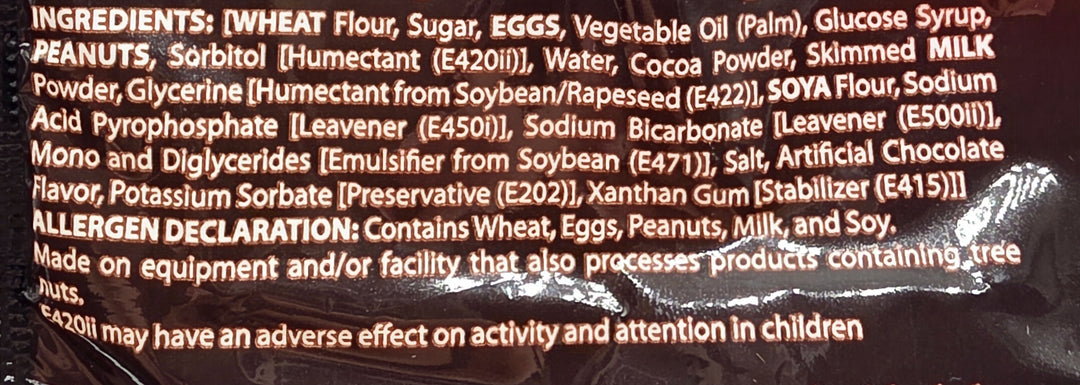 INGREDIENTS: [WHEAT Flour, Sugar, EGGS, Vegetable Oil (Palm), Glucose Syrup,
PEANUTS, Sorbitol [Humectant (E420ii)], Water, Cocoa Powder, Skimmed MILK
Powder, Glycerine [Humectant from Soybean/Rapeseed (E422)], SOYA Flour, Sodium
Acid Pyrophosphate [Leavener (E450i)], Sodium Bicarbonate [Leavener (E500ii)],
Mono and Diglycerides [Emulsifier from Soybean (E471)], Salt, Artificial Chocolate
Flavor, Potassium Sorbate [Preservative (E202)], Xanthan Gum [Stabilizer (E415)]]
ALLERGEN DECLARATION: Contains Wheat, Eggs, Peanuts, Milk, and Soy.
Made on equipment and/or facility that also processes products containing tree
nuts.
E420ii may have an adverse effect on activity and attention in children